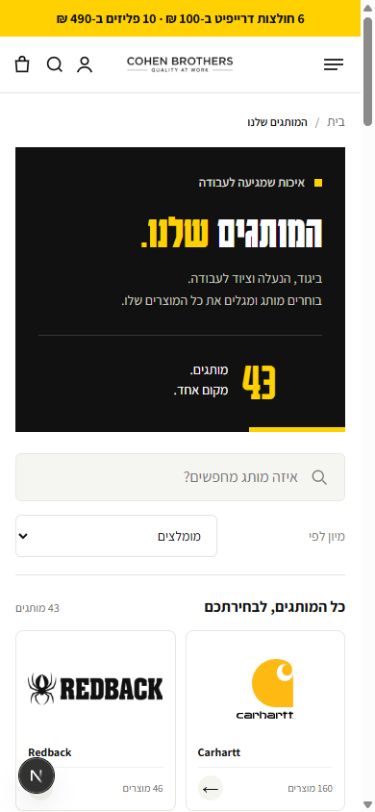 6 חולצות דרייפיט ב-100 ₪ · 10 פליזים ב-490 ₪
COHEN BROTHERS
QUALITY AT WORK
בית / המותגים שלנו
איכות שמגיעה לעבודה
המותגים שלנו.
ביגוד, הנעלה וציוד לעבודה.
בוחרים מותג ומגלים את כל המוצרים שלו.
43
מותגים.
מקום אחד.
איזה מותג מחפשים?
מיון לפי
מומלצים
כל המותגים, לבחירתכם
43 מותגים
carhartt
Carhartt
160 מוצרים
REDBACK
Redback
46 מוצרים
N